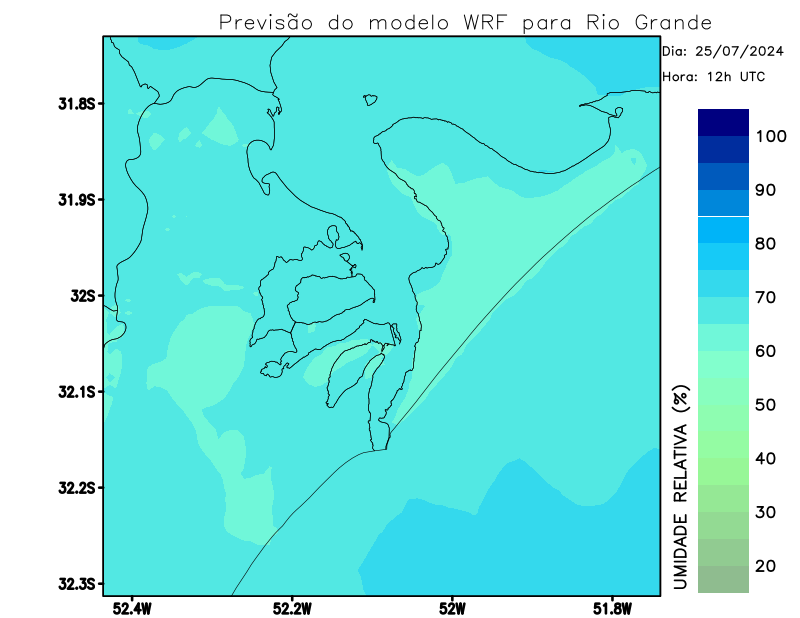 Previsão do modelo WRF para Rio Grande
Dia: 25/07/2024
Hora: 12h UTC
31.8S
31.9S
32S
32.1S
32.2S
32.3S
52.4W
52.2W
52W
51.8W
100
90
80
70
60
50
40
30
20
UMIDADE RELATIVA (%)